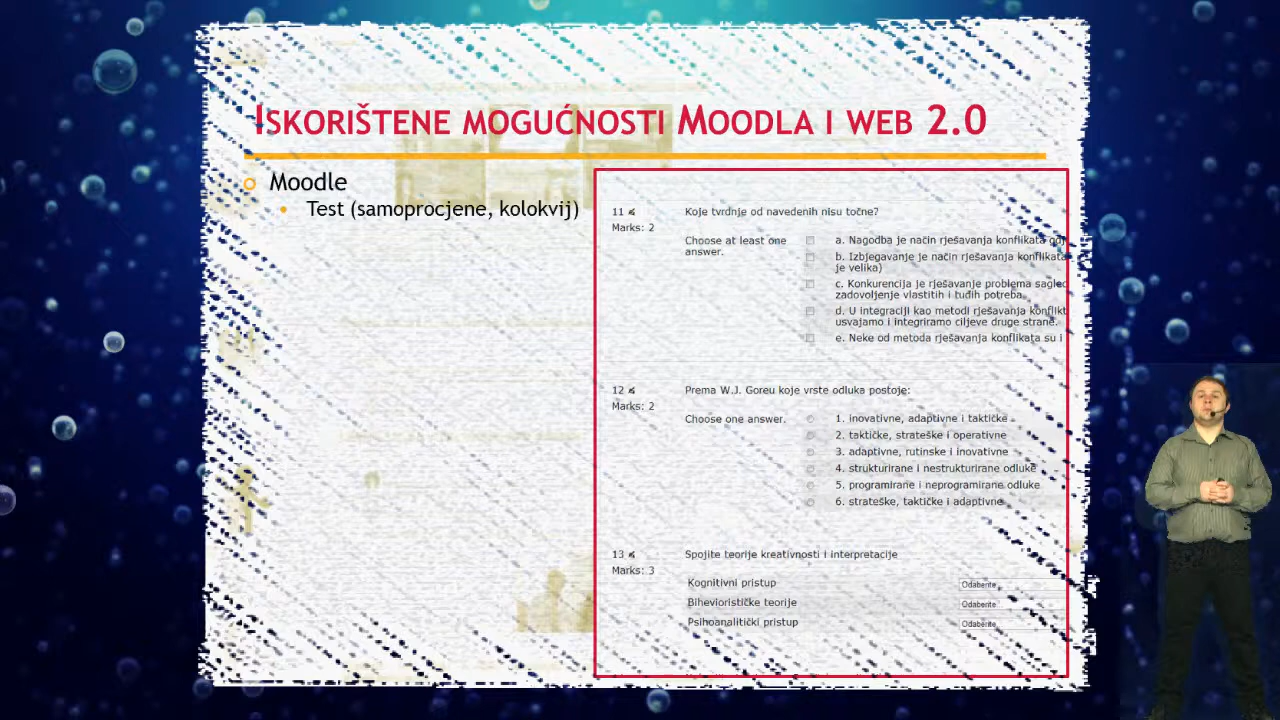 Iskorištene mogućnosti Moodla i web 2.0
Moodle
Test (samoprocjene, kolokvij)
11
Marks: 2
Koje tvrdnje od navedenih nisu točne?
Choose at least one
answer.
a. Nagodba je način rješavanja konflikata
b. Izbjegavanje je način rješavanja konflikata
je velika)
c. Konkurencija je rješavanje problema
zadovoljenje vlastitih i tuđih potreba.
d. U integraciji kao metodi rješavanja
usvajamo i integriramo ciljeve druge strane.
e. Neke od metoda rješavanja konflikata su i
12
Marks: 2
Prema W.J. Goreu koje vrste odluka postoje:
Choose one answer.
1. inovativne, adaptivne i taktičke
2. taktičke, strateške i operativne
3. adaptivne, rutinske i inovativne
4. strukturirane i nestrukturirane odluke
5. programirane i neprogramirane odluke
6. strateške, taktičke i adaptivne
13
Marks: 3
Spojite teorije kreativnosti i interpretacije
Kognitivni pristup
Odaberite
Biheviorističke teorije
Odaberite
Psihoanalitički pristup
Odaberite